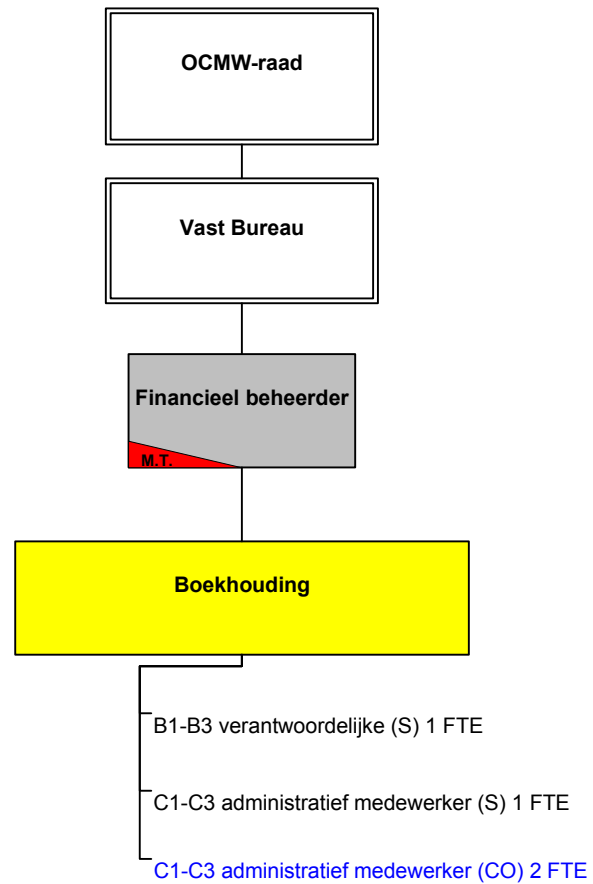 OCMW-raad
Vast Bureau
Financieel beheerder
M.T.
Boekhouding
B1-B3 verantwoordelijke (S) 1 FTE
C1-C3 administratief medewerker (S) 1 FTE
C1-C3 administratief medewerker (CO) 2 FTE